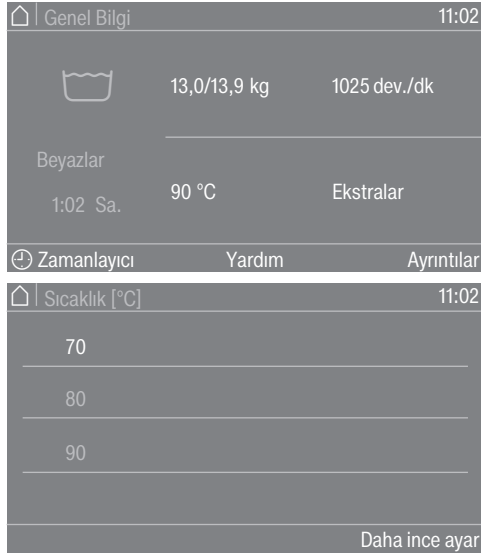 Genel Bilgi 11:02
13,0/13,9 kg 1025 dev./dk
Beyazlar
1:02 Sa.
90 °C Ekstralar
Zamanlayıcı Yardım Ayrıntılar
Sıcaklık [°C] 11:02
70
80
90
Daha ince ayar